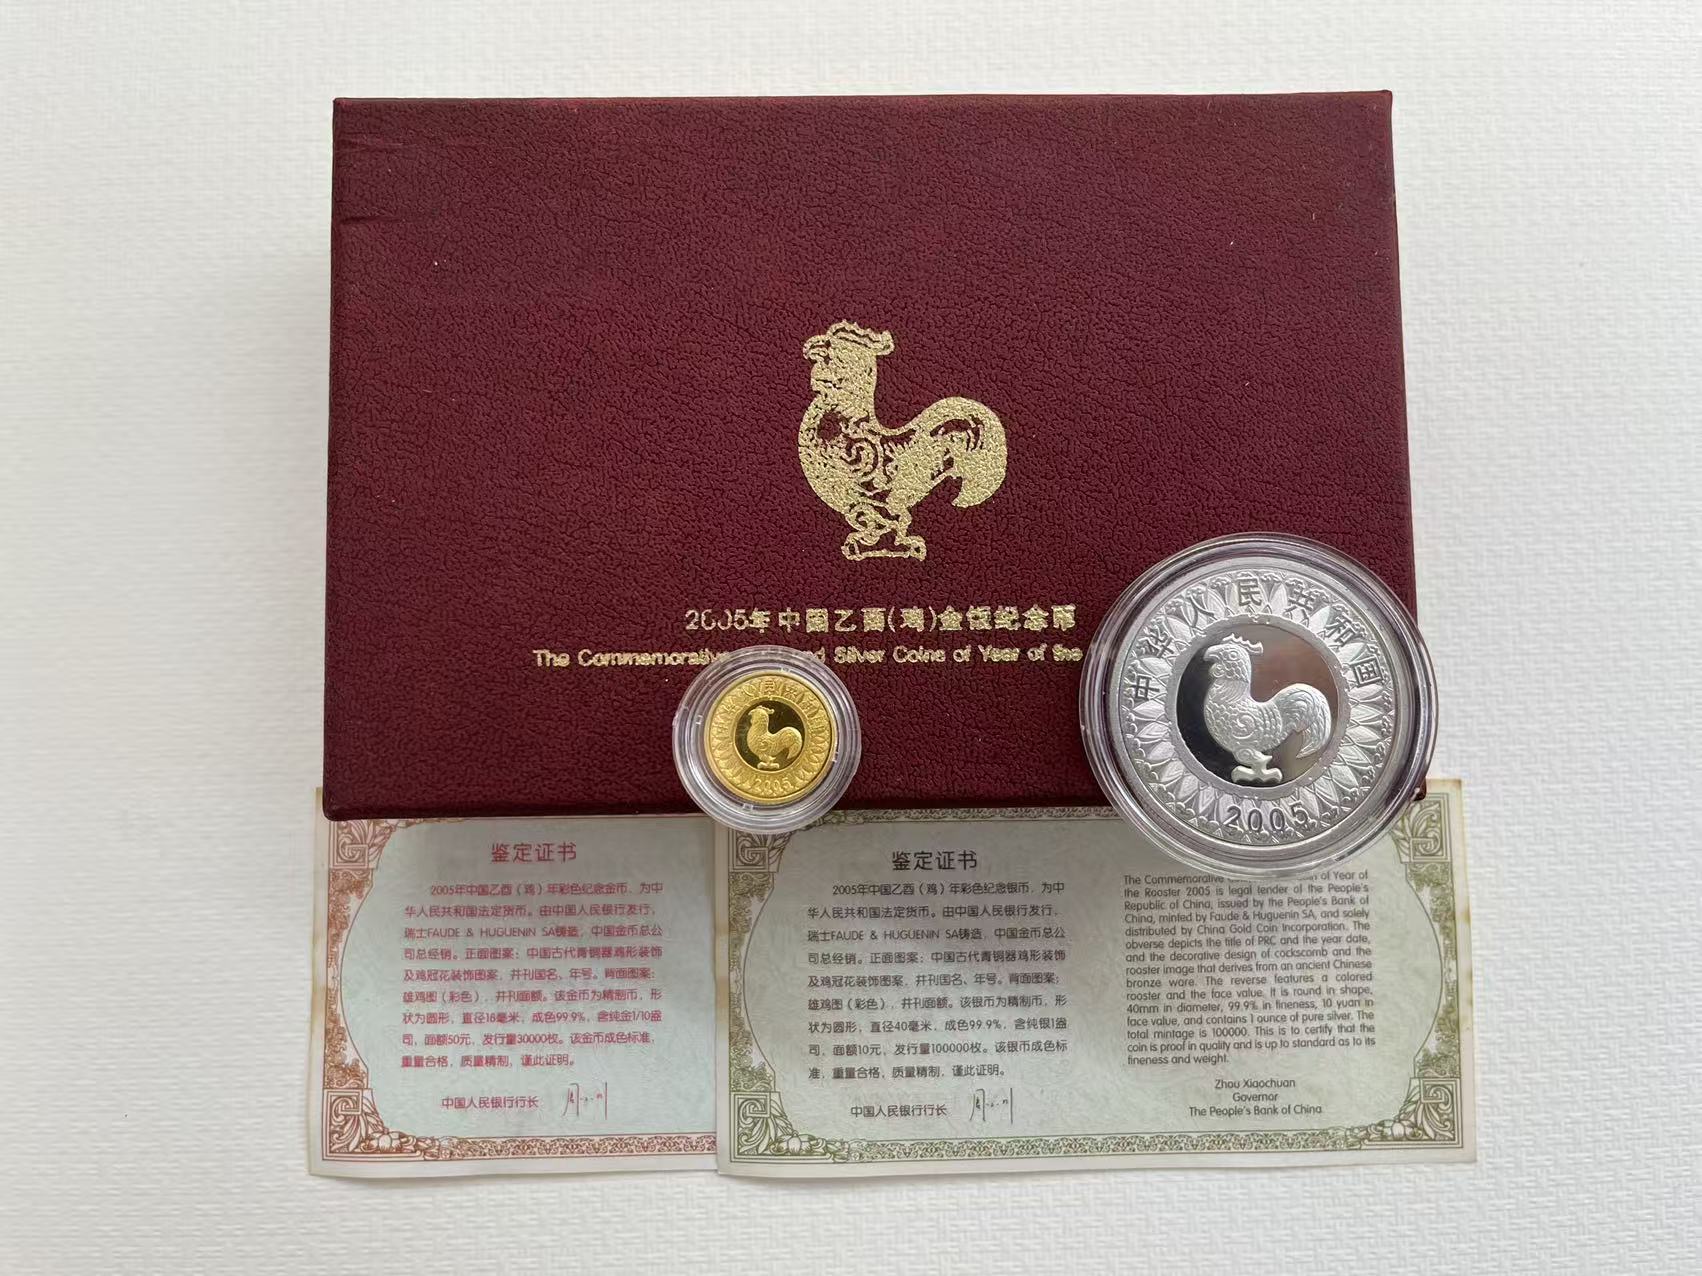 2005年中国乙酉(鸡)金银纪念币
The Commemorative and Silver Coins of Year of the
中华人民共和国
2005
2005
鉴定证书
2005年中国乙酉（鸡）年彩色纪念金币，为中
华人民共和国法定货币。由中国人民银行发行，
瑞士FAUDE & HUGUENIN SA铸造，中国金币总公
司总经销。正面图案：中国古代青铜器鸡形装饰
及鸡冠花装饰图案，并刊国名、年号。背面图案：
雄鸡图（彩色），并刊面额。该金币为精制币，形
状为圆形，直径18毫米，成色99.9%，含纯金1/10盎
司，面额50元，发行量30000枚。该金币成色标准，
重量合格，质量精制，谨此证明。
中国人民银行行长
鉴定证书
2005年中国乙酉（鸡）年彩色纪念银币，为中
华人民共和国法定货币。由中国人民银行发行，
瑞士FAUDE & HUGUENIN SA铸造，中国金币总公
司总经销。正面图案：中国古代青铜器鸡形装饰
及鸡冠花装饰图案，并刊国名、年号。背面图案：
雄鸡图（彩色），并刊面额。该银币为精制币，形
状为圆形，直径40毫米，成色99.9%，含纯银1盎
司，面额10元，发行量100000枚。该银币成色标
准，重量合格，质量精制，谨此证明。
中国人民银行行长
The Commemorative of Year of
the Rooster 2005 is legal tender of the People's
Republic of China, issued by the People's Bank of
China, minted by Faude & Huguenin SA, and solely
distributed by China Gold Coin Incorporation. The
obverse depicts the title of PRC and the year date,
and the decorative design of cockscomb and the
rooster image that derives from an ancient Chinese
bronze ware. The reverse features a colored
rooster and the face value. It is round in shape,
40mm in diameter, 99.9% in fineness, 10 yuan in
face value, and contains 1 ounce of pure silver. The
total mintage is 100000. This is to certify that the
coin is proof in quality and is up to standard as to its
fineness and weight.
Zhou Xiaochuan
Governor
The People's Bank of China